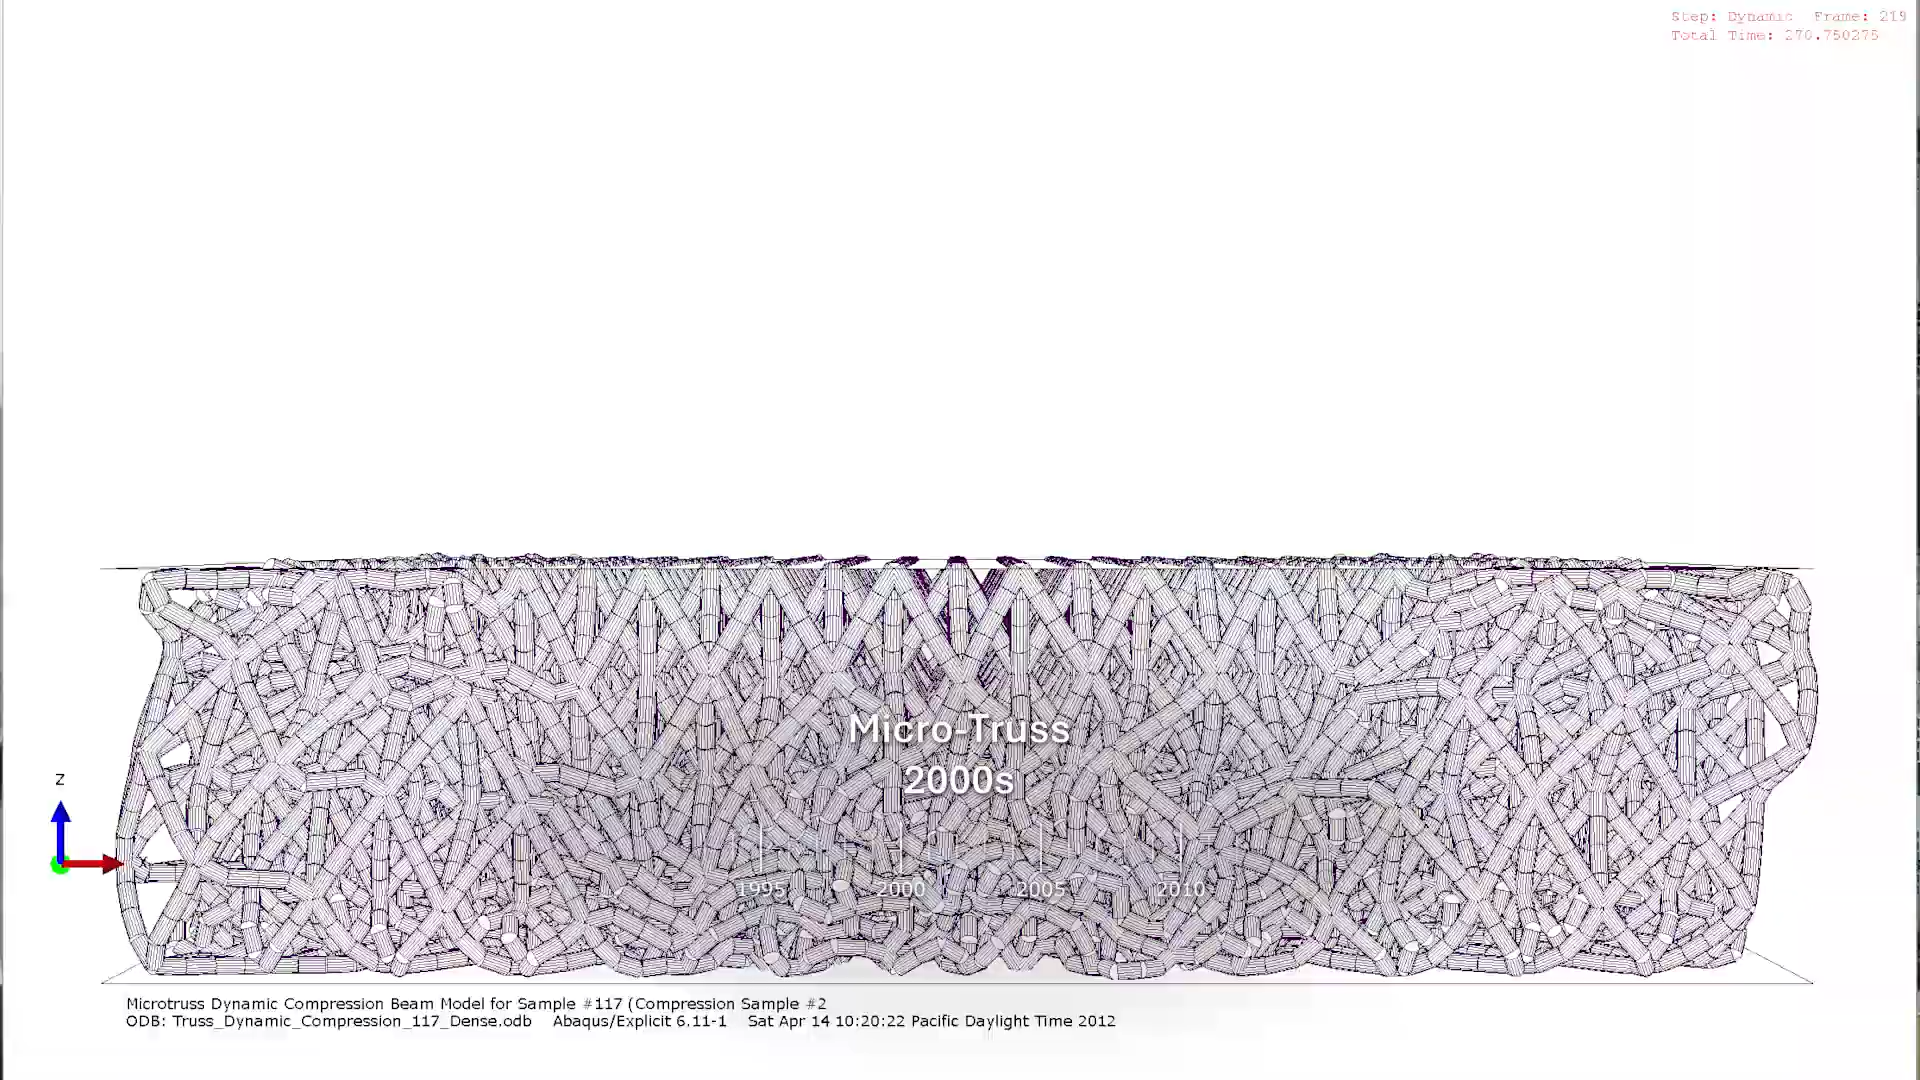 Step: Dynamic Frame: 219
Total Time: 270.750275
Micro-Truss
2000s
Z
1995 2000 2005 2010
Microtruss Dynamic Compression Beam Model for Sample #117 (Compression Sample #2
ODB: Truss_Dynamic_Compression_117_Dense.odb Abaqus/Explicit 6.11-1 Sat Apr 14 10:20:22 Pacific Daylight Time 2012